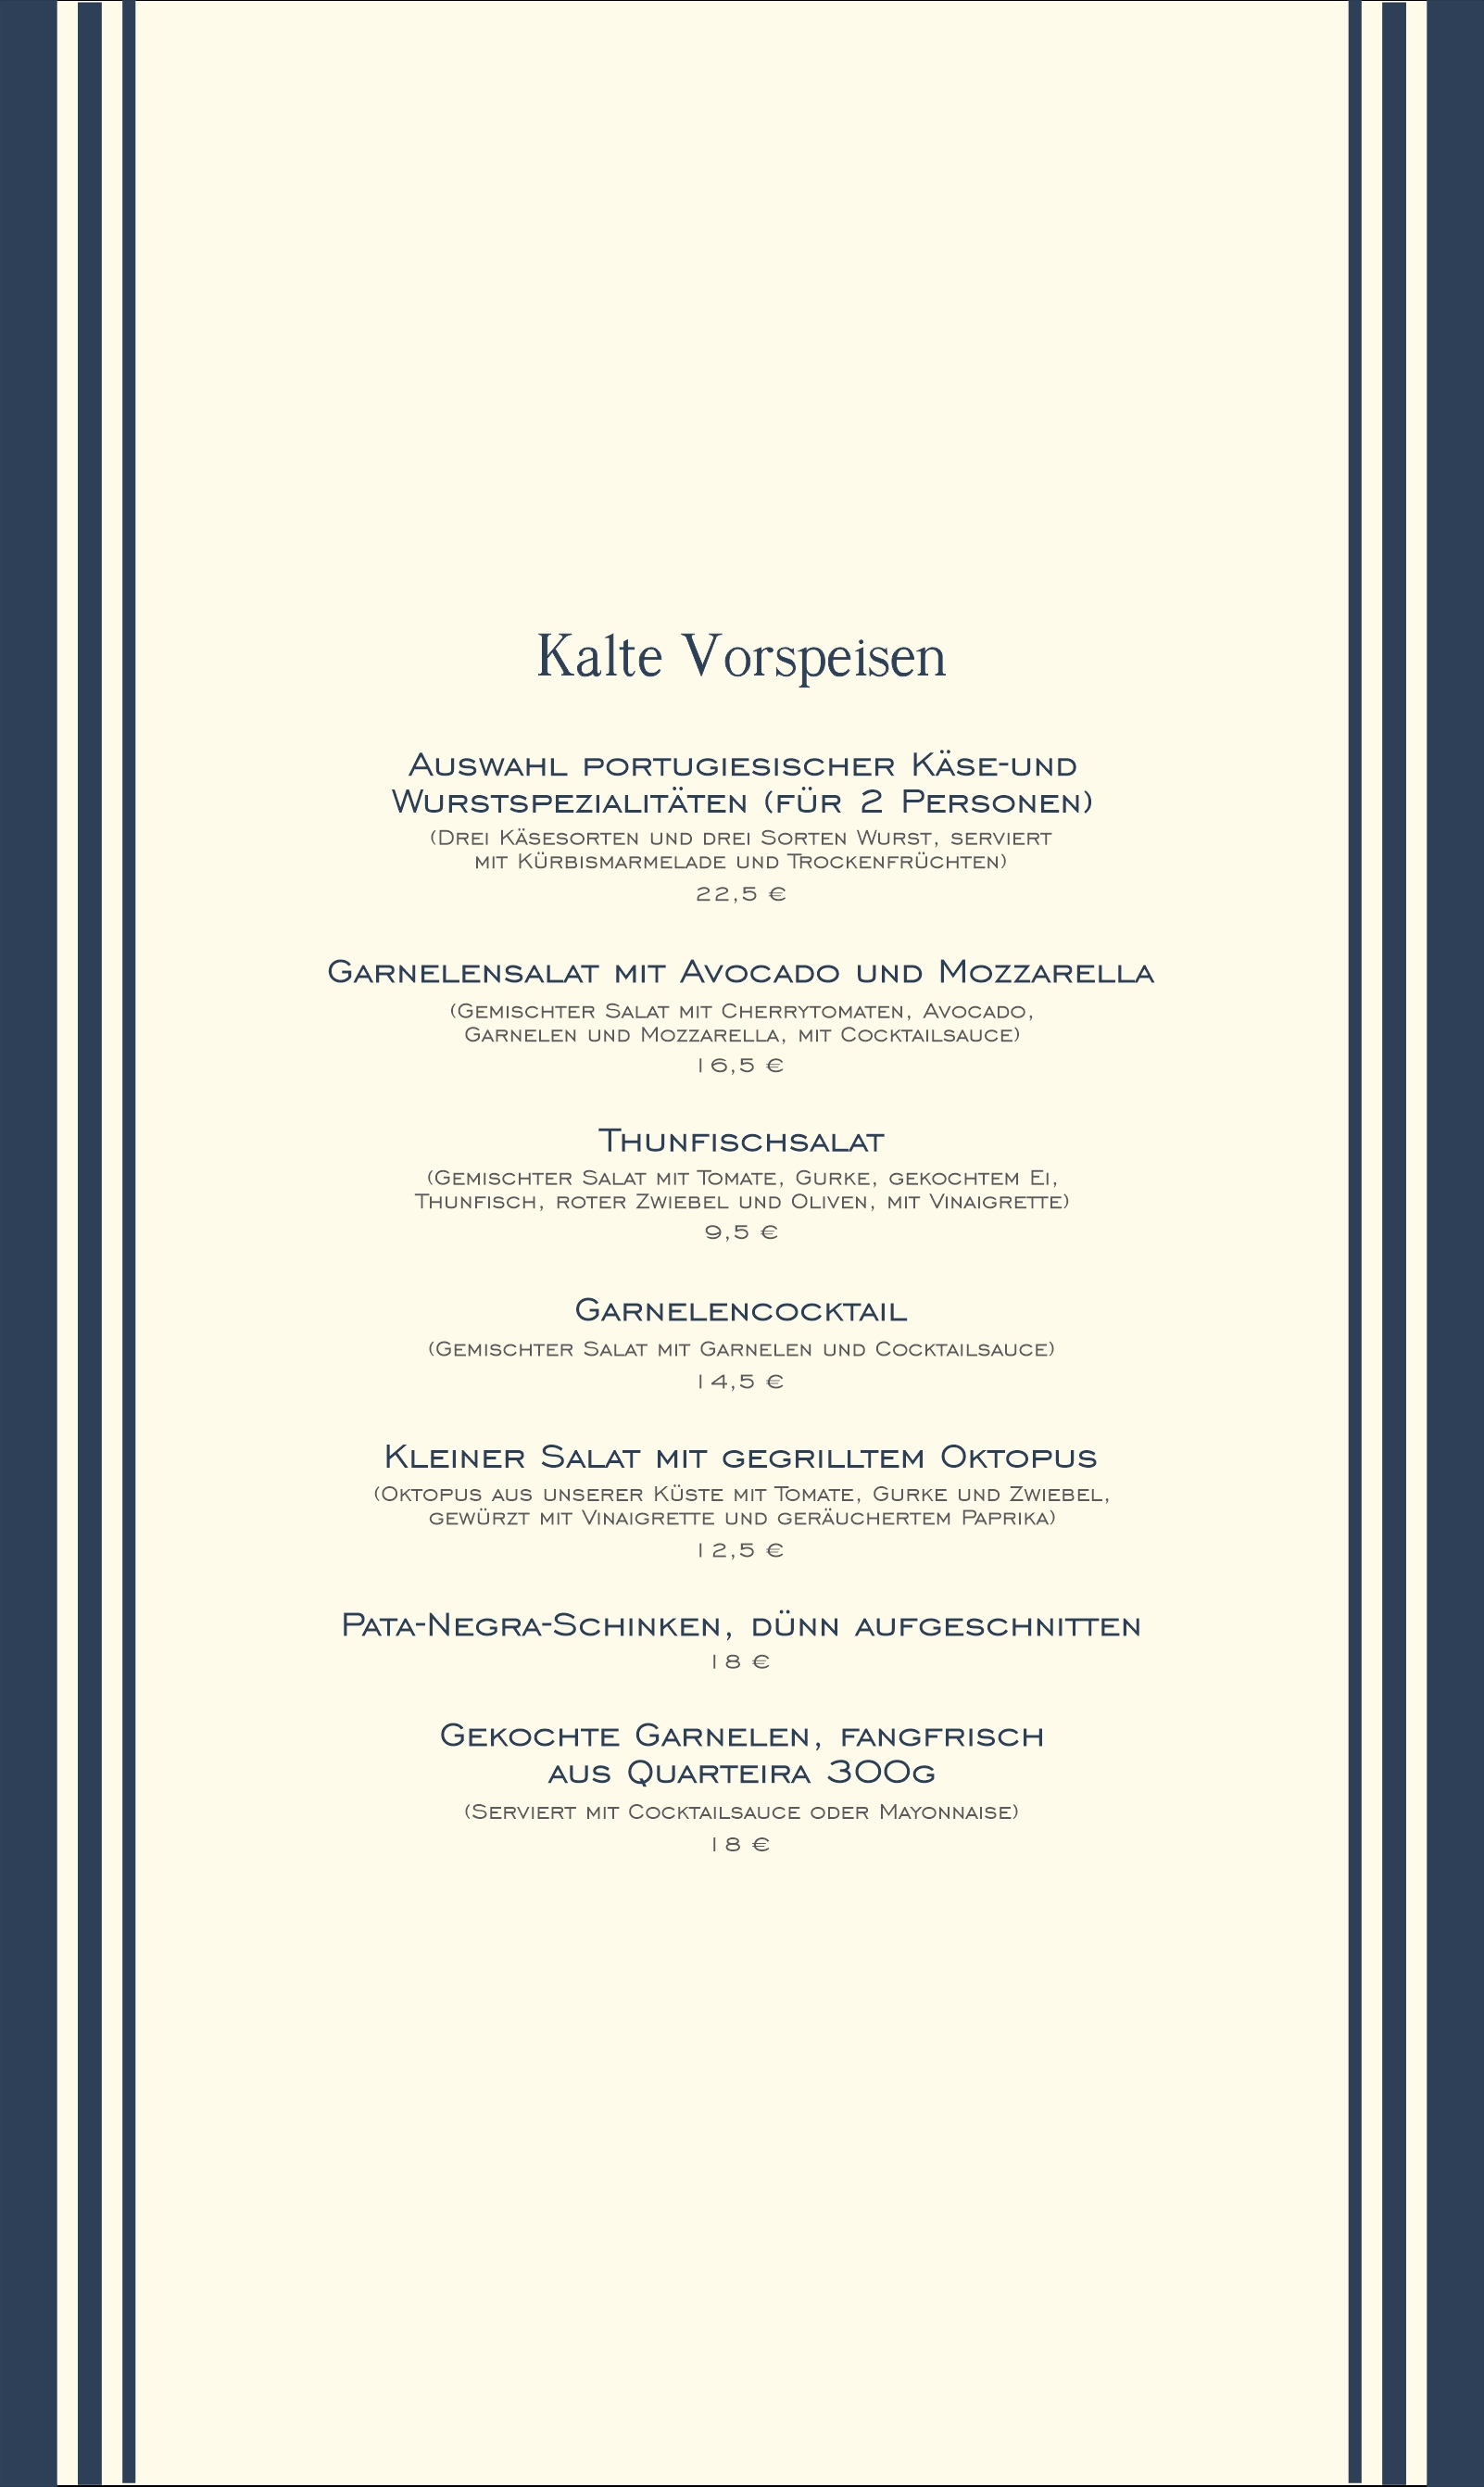 Kalte Vorspeisen
Auswahl portugiesischer Käse-und
Wurstspezialitäten (für 2 Personen)
(Drei Käsesorten und drei Sorten Wurst, serviert
mit Kürbismarmelade und Trockenfrüchten)
22,5 €
Garnelensalat mit Avocado und Mozzarella
(Gemischter Salat mit Cherrytomaten, Avocado,
Garnelen und Mozzarella, mit Cocktailsauce)
16,5 €
Thunfischsalat
(Gemischter Salat mit Tomate, Gurke, gekochtem Ei,
Thunfisch, roter Zwiebel und Oliven, mit Vinaigrette)
9,5 €
Garnelencocktail
(Gemischter Salat mit Garnelen und Cocktailsauce)
14,5 €
Kleiner Salat mit gegrilltem Oktopus
(Oktopus aus unserer Küste mit Tomate, Gurke und Zwiebel,
gewürzt mit Vinaigrette und geräuchertem Paprika)
12,5 €
Pata-Negra-Schinken, dünn aufgeschnitten
18 €
Gekochte Garnelen, fangfrisch
aus Quarteira 300g
(Serviert mit Cocktailsauce oder Mayonnaise)
18 €